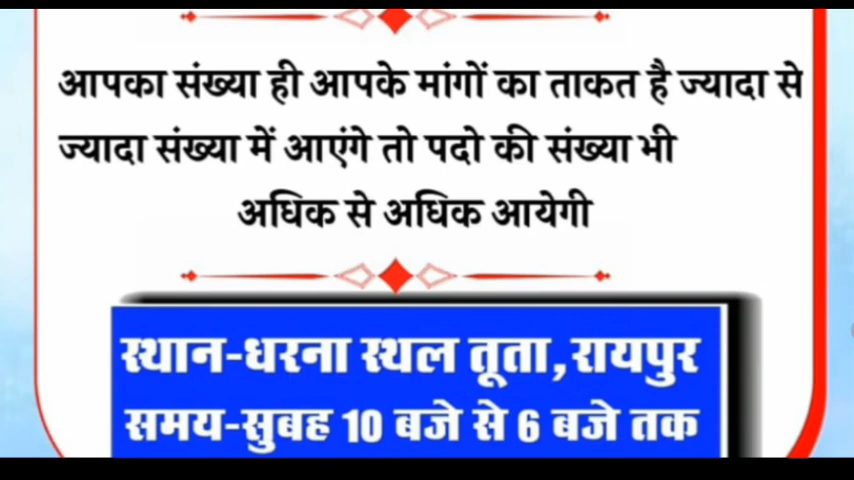 आपका संख्या ही आपके मांगों का ताकत है ज्यादा से
ज्यादा संख्या में आएंगे तो पदो की संख्या भी
अधिक से अधिक आयेगी
स्थान-धरना स्थल तूता,रायपुर
समय-सुबह 10 बजे से 6 बजे तक